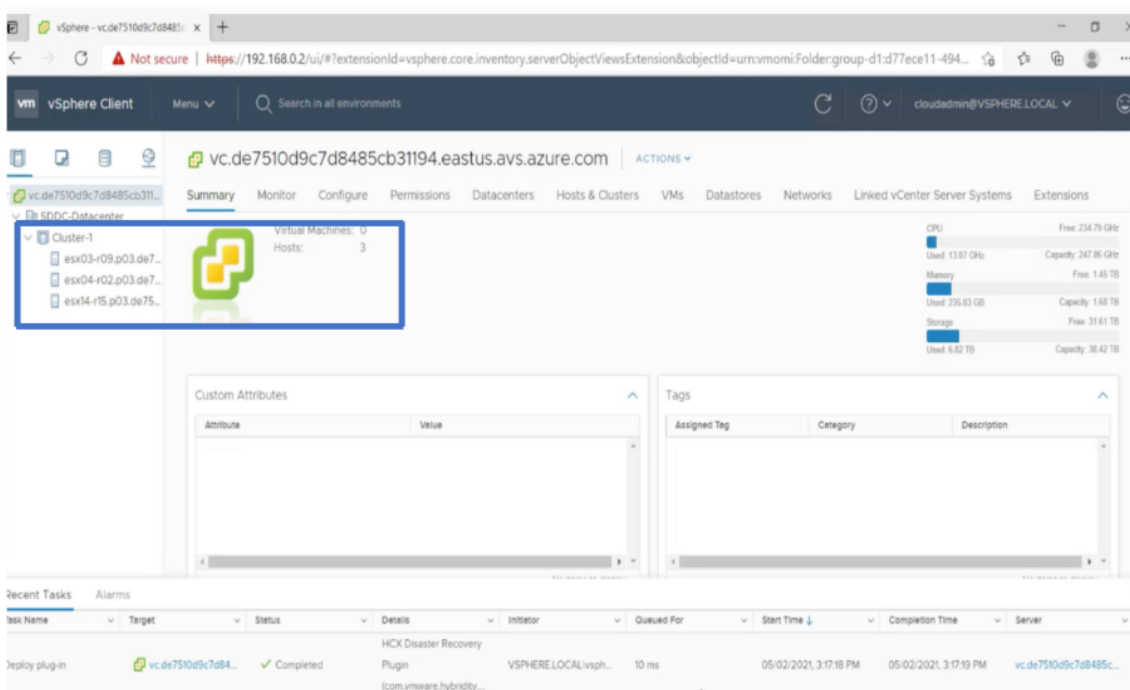 vSphere - vc.de7510d9c7d8485c
Not secure | https://192.168.0.2/ui/#?extensionId=vsphere.core.inventory.serverObjectViewsExtension&objectId=urn:vmomi:Folder:group-d1:d77ece11-494...
vm vSphere Client Menu Search in all environments cloudadmin@VSPHERE.LOCAL
vc.de7510d9c7d8485cb31194.eastus.avs.azure.com ACTIONS
vc.de7510d9c7d8485cb311...
Summary Monitor Configure Permissions Datacenters Hosts & Clusters VMs Datastores Networks Linked vCenter Server Systems Extensions
SDDC-Datacenter
Cluster-1
esx03-r09.p03.de7...
esx04-r02.p03.de7...
esx14-r15.p03.de75...
Virtual Machines: 0
Hosts: 3
CPU Free: 234.79 GHz
Used: 13.07 GHz Capacity: 247.86 GHz
Memory Free: 1.45 TB
Used: 235.83 GB Capacity: 1.68 TB
Storage Free: 31.61 TB
Used: 6.82 TB Capacity: 38.42 TB
Custom Attributes
Attribute Value
Tags
Assigned Tag Category Description
Recent Tasks Alarms
Task Name Target Status Details Initiator Queued For Start Time Completion Time Server
HCX Disaster Recovery
Deploy plug-in vc.de7510d9c7d84... Completed Plugin VSPHERE.LOCAL\vsph... 10 ms 05/02/2021, 3:17:18 PM 05/02/2021, 3:17:19 PM vc.de7510d9c7d8485c...
(com.vmware.hybridity....